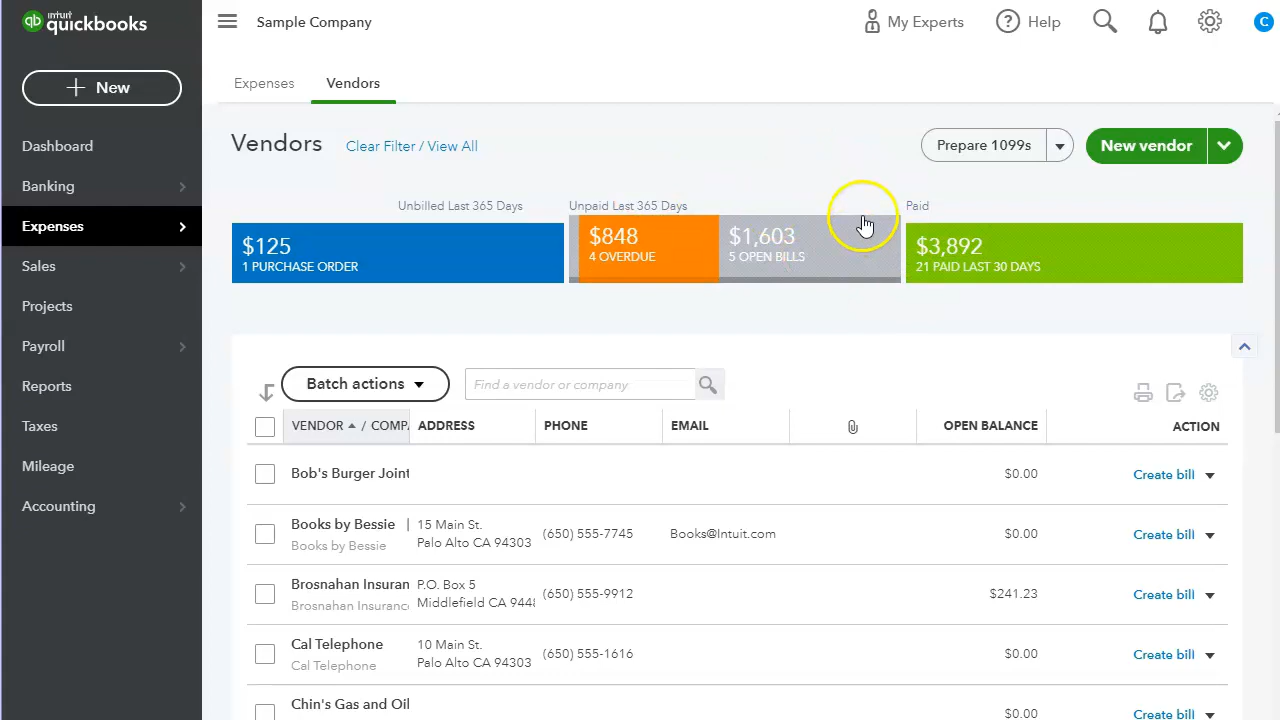 intuit
quickbooks
Sample Company
My Experts
Help
C
New
Dashboard
Banking
Expenses
Sales
Projects
Payroll
Reports
Taxes
Mileage
Accounting
Expenses
Vendors
Vendors
Clear Filter / View All
Prepare 1099s
New vendor
Unbilled Last 365 Days
Unpaid Last 365 Days
Paid
$125
1 PURCHASE ORDER
$848
4 OVERDUE
$1,603
5 OPEN BILLS
$3,892
21 PAID LAST 30 DAYS
Batch actions
Find a vendor or company
VENDOR / COMPA ADDRESS PHONE EMAIL OPEN BALANCE ACTION
Bob's Burger Joint $0.00 Create bill
Books by Bessie | 15 Main St. (650) 555-7745 Books@Intuit.com $0.00 Create bill
Books by Bessie Palo Alto CA 94303
Brosnahan Insuran P.O. Box 5 (650) 555-9912 $241.23 Create bill
Brosnahan Insurance Middlefield CA 9448
Cal Telephone 10 Main St. (650) 555-1616 $0.00 Create bill
Cal Telephone Palo Alto CA 94303
Chin's Gas and Oil $0.00 Create bill